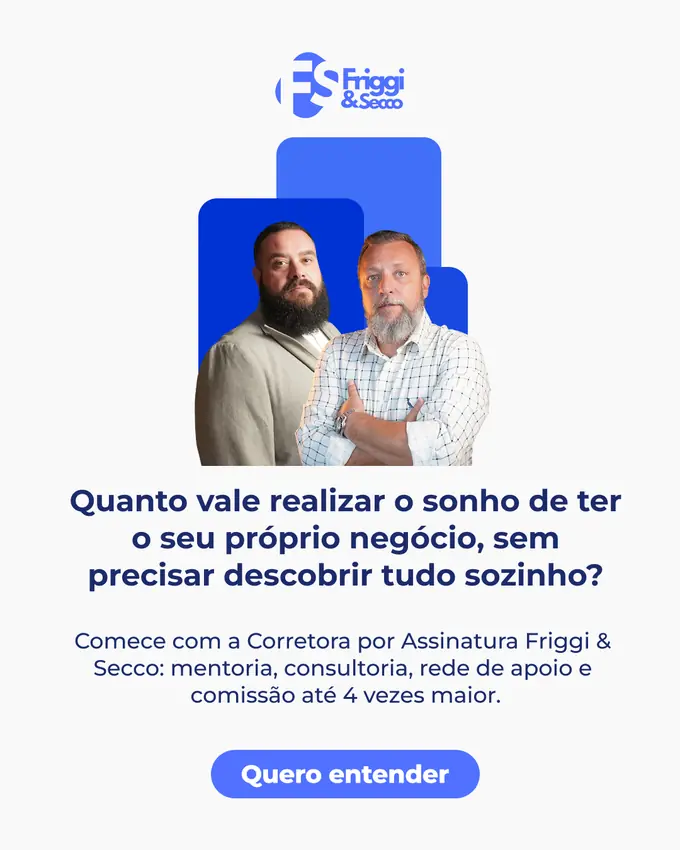 FS Friggi
& Secco
Quanto vale realizar o sonho de ter
o seu próprio negócio, sem
precisar descobrir tudo sozinho?
Comece com a Corretora por Assinatura Friggi &
Secco: mentoria, consultoria, rede de apoio e
comissão até 4 vezes maior.
Quero entender